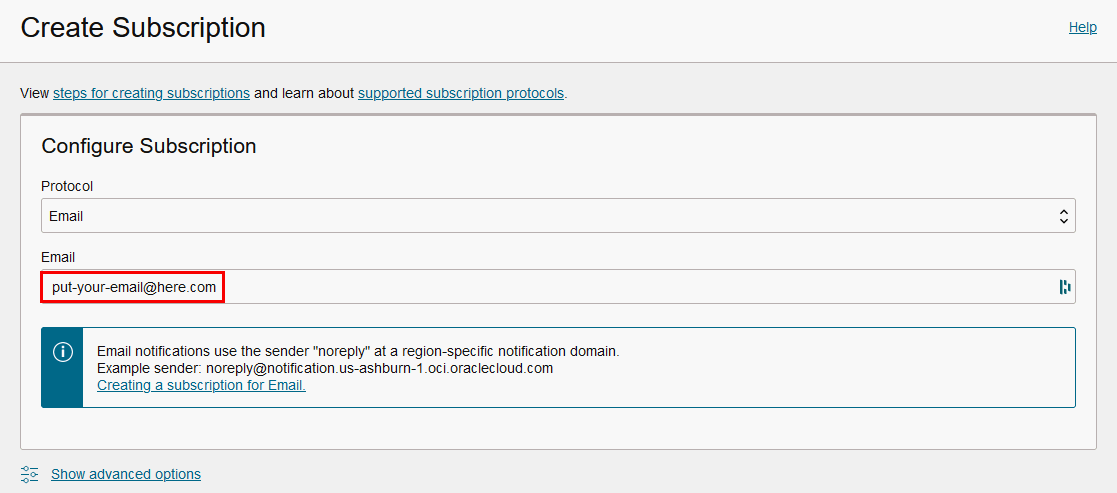 Create Subscription
Help
View steps for creating subscriptions and learn about supported subscription protocols.
Configure Subscription
Protocol
Email
Email
put-your-email@here.com
Email notifications use the sender "noreply" at a region-specific notification domain.
Example sender: noreply@notification.us-ashburn-1.oci.oraclecloud.com
Creating a subscription for Email.
Show advanced options